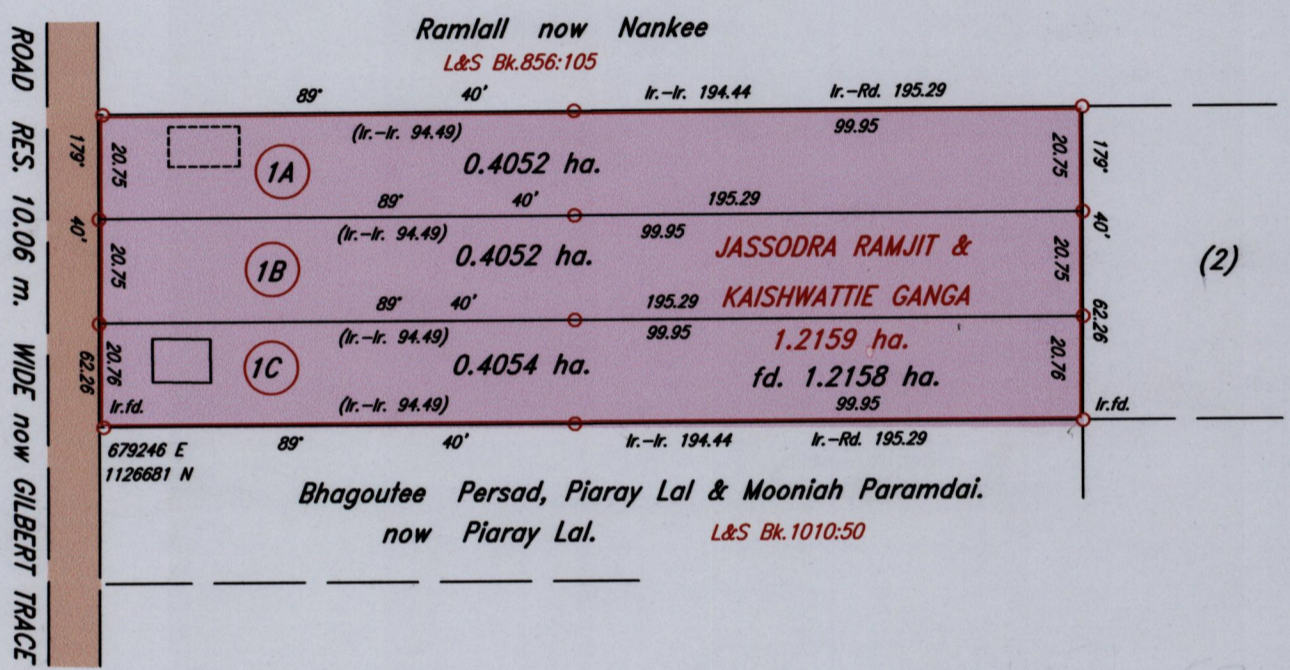 Ramlall now Nankee
L&S Bk.856:105
89° 40' Ir.-Ir. 194.44 Ir.-Rd. 195.29
(Ir.-Ir. 94.49) 99.95
1A 0.4052 ha.
20.75 20.75
179° 179°
89° 40' 195.29
40' 40'
(Ir.-Ir. 94.49) 99.95
1B 0.4052 ha.
20.75 20.75
JASSODRA RAMJIT &
KAISHWATTIE GANGA
(2)
89° 40' 195.29
(Ir.-Ir. 94.49) 99.95
1.2159 ha.
1C 0.4054 ha.
fd. 1.2158 ha.
20.76 20.76
62.26 62.26
Ir.fd. (Ir.-Ir. 94.49) 99.95 Ir.fd.
89° 40' Ir.-Ir. 194.44 Ir.-Rd. 195.29
679246 E
1126681 N
Bhagoutee Persad, Piaray Lal & Mooniah Paramdai.
now Piaray Lal.
L&S Bk.1010:50
ROAD RES. 10.06 m. WIDE now GILBERT TRACE